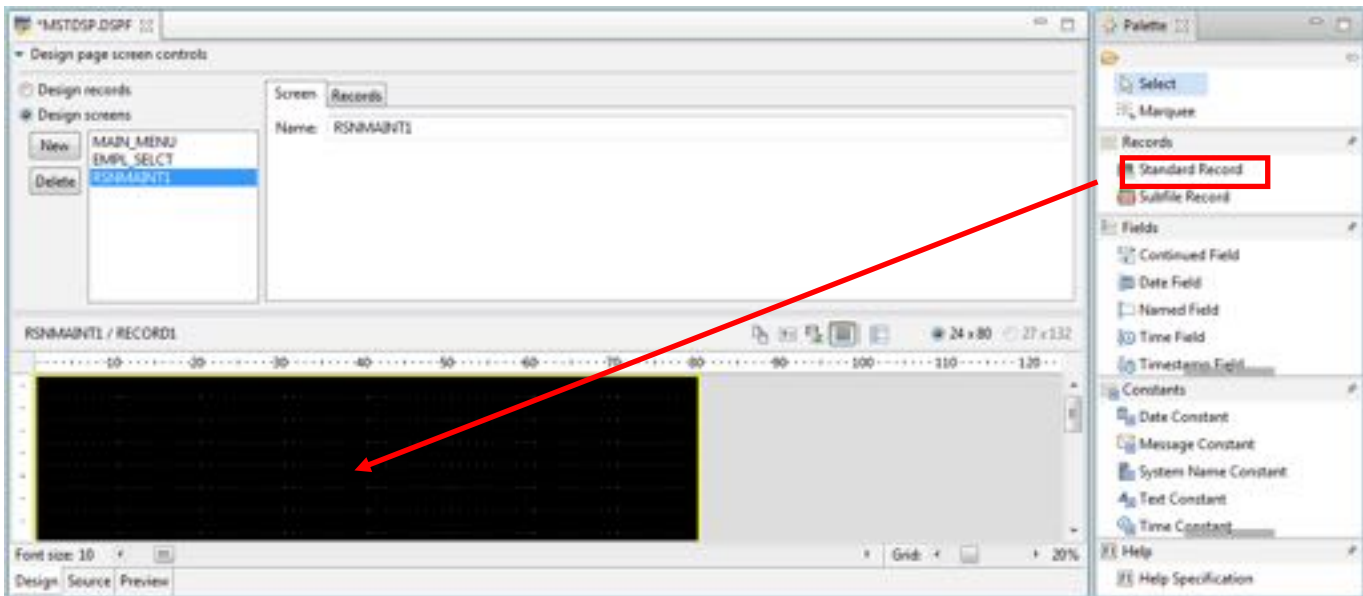 *MSTDSP.DSPF
Design page screen controls
Design records
Design screens
New
Delete
MAIN_MENU
EMPL_SELCT
RSNMAINT1
Screen Records
Name: RSNMAINT1
RSNMAINT1 / RECORD1
24 x 80 27 x132
10 20 30 40 50 60 70 80 90 100 110 120
Font size: 10
Grid:
20%
Design Source Preview
Palette
Select
Marquee
Records
Standard Record
Subfile Record
Fields
Continued Field
Date Field
Named Field
Time Field
Timestamp Field
Constants
Date Constant
Message Constant
System Name Constant
Text Constant
Time Constant
Help
Help Specification